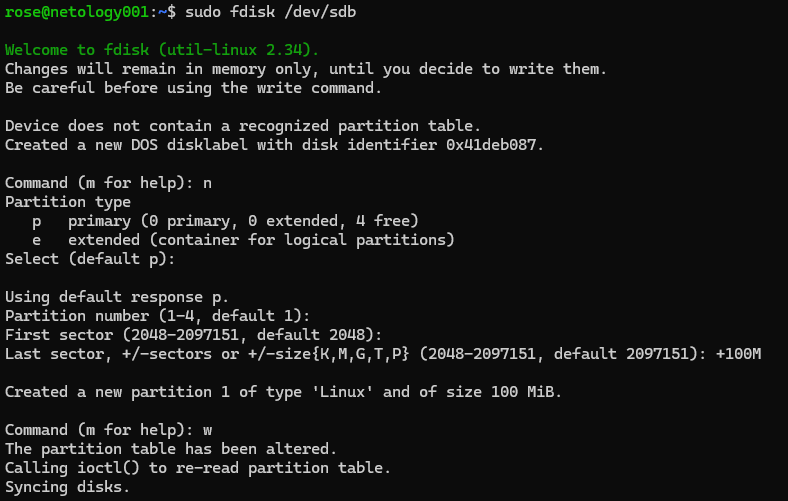 rose@netology001:~$ sudo fdisk /dev/sdb
Welcome to fdisk (util-linux 2.34).
Changes will remain in memory only, until you decide to write them.
Be careful before using the write command.
Device does not contain a recognized partition table.
Created a new DOS disklabel with disk identifier 0x41deb087.
Command (m for help): n
Partition type
   p   primary (0 primary, 0 extended, 4 free)
   e   extended (container for logical partitions)
Select (default p):
Using default response p.
Partition number (1-4, default 1):
First sector (2048-2097151, default 2048):
Last sector, +/-sectors or +/-size{K,M,G,T,P} (2048-2097151, default 2097151): +100M
Created a new partition 1 of type 'Linux' and of size 100 MiB.
Command (m for help): w
The partition table has been altered.
Calling ioctl() to re-read partition table.
Syncing disks.